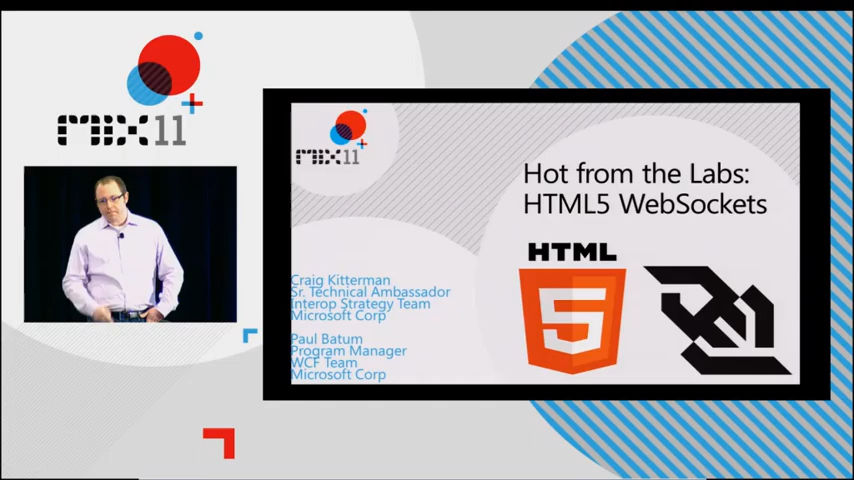 MIX11
MIX11
Hot from the Labs:
HTML5 WebSockets
HTML
5
Craig Kitterman
Sr. Technical Ambassador
Interop Strategy Team
Microsoft Corp
Paul Batum
Program Manager
WCF Team
Microsoft Corp